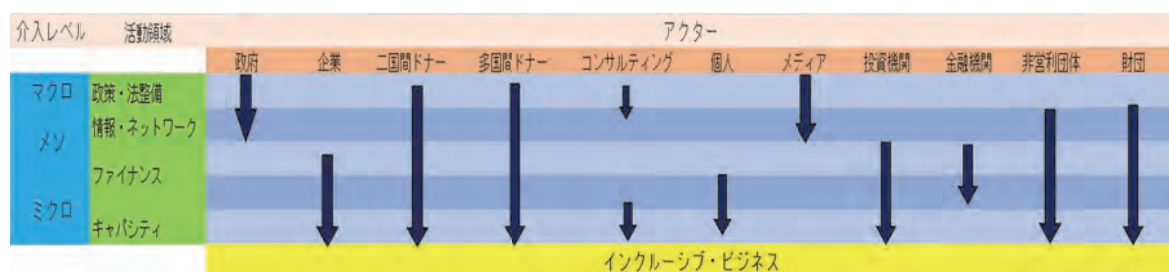 介入レベル 活動領域 アクター
政府 企業 二国間ドナー 多国間ドナー コンサルティング 個人 メディア 投資機関 金融機関 非営利団体 財団
マクロ 政策・法整備
メソ 情報・ネットワーク
ファイナンス
ミクロ
キャパシティ
インクルーシブ・ビジネス